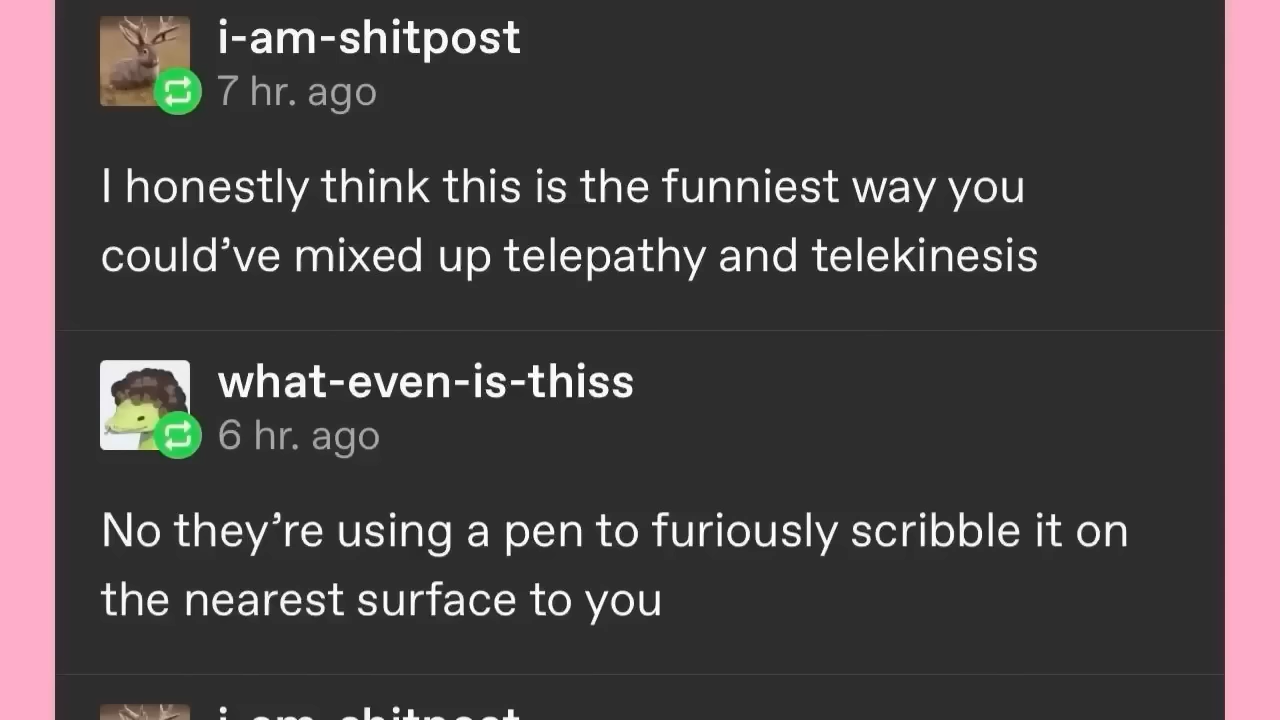 i-am-shitpost
7 hr. ago
I honestly think this is the funniest way you
could’ve mixed up telepathy and telekinesis
what-even-is-thiss
6 hr. ago
No they’re using a pen to furiously scribble it on
the nearest surface to you
i-am-shitpost